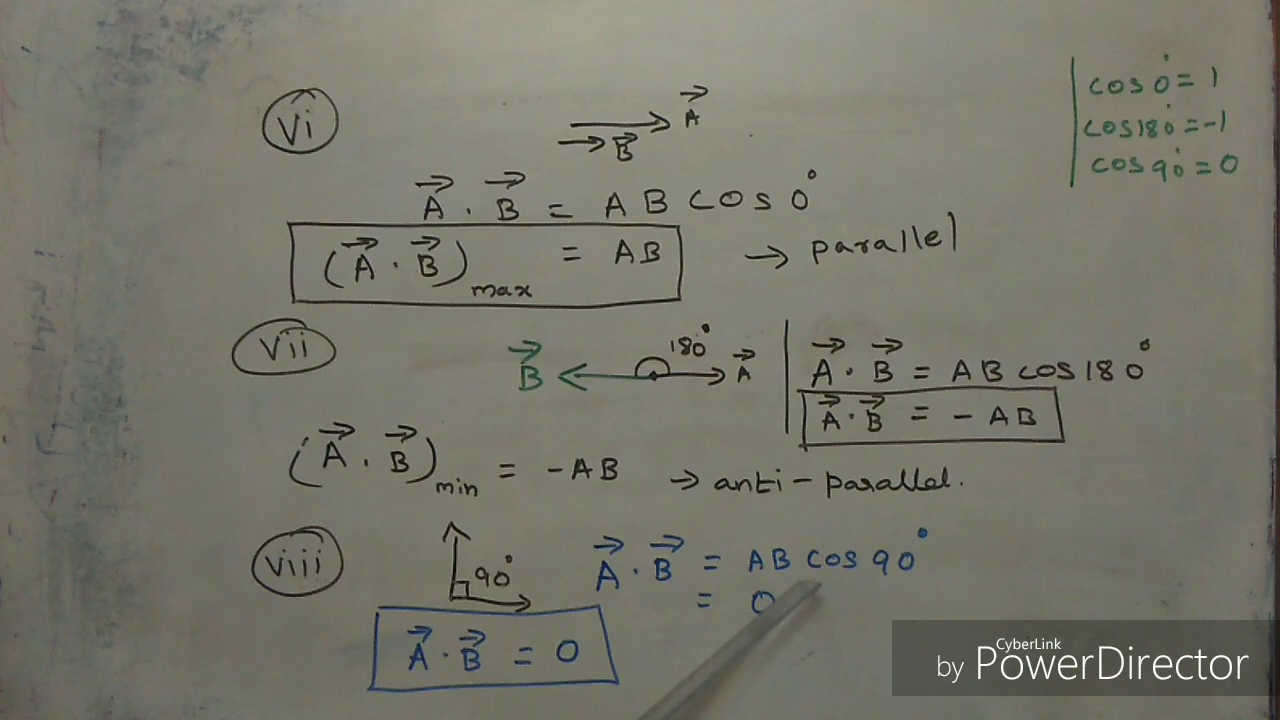 cos 0° = 1
cos 180° = -1
cos 90° = 0
(vi)
A⃗
B⃗
A⃗ . B⃗ = A B cos 0°
(A⃗ . B⃗)max = AB → parallel
(vii) B⃗ 180° A⃗
A⃗ . B⃗ = AB cos 180°
A⃗ . B⃗ = - AB
(A⃗ . B⃗)min = - AB → anti-parallel.
(viii) 90° A⃗ . B⃗ = AB cos 90°
= 0
A⃗ . B⃗ = 0
CyberLink
by PowerDirector